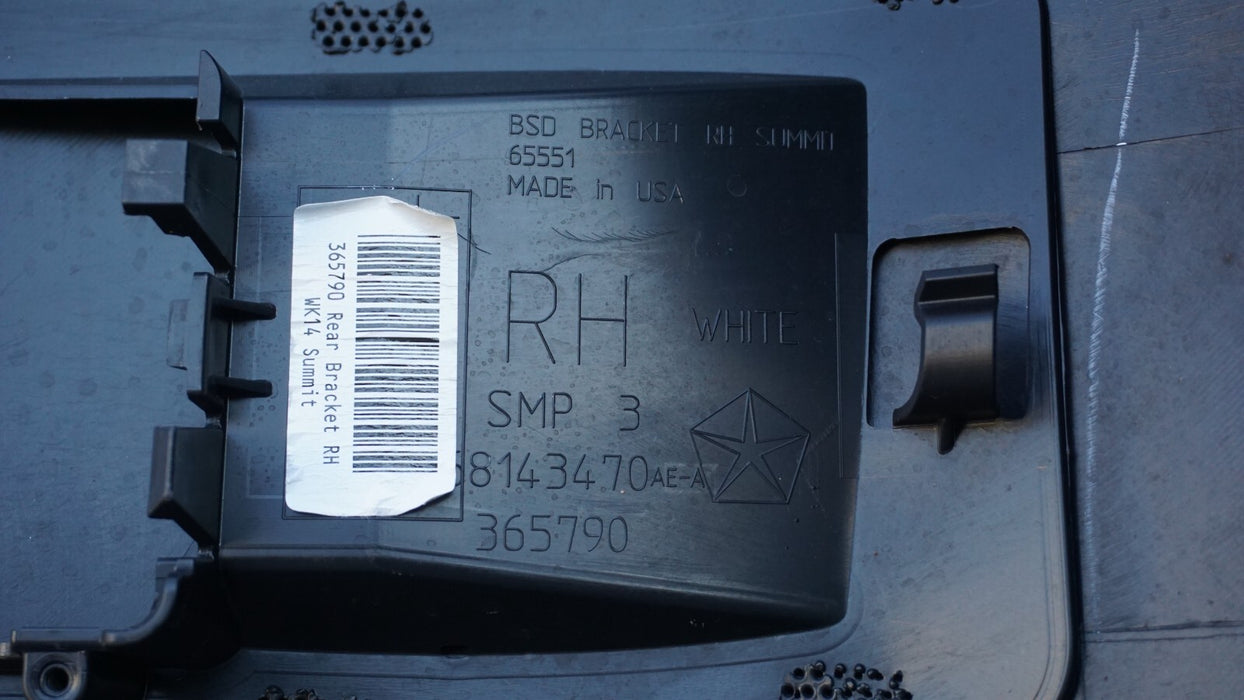 BSD BRACKET RH SUMMIT
65551
MADE in USA
365790 Rear Bracket RH
WK14 Summit
RH
WHITE
SMP 3
68143470AE-A
365790